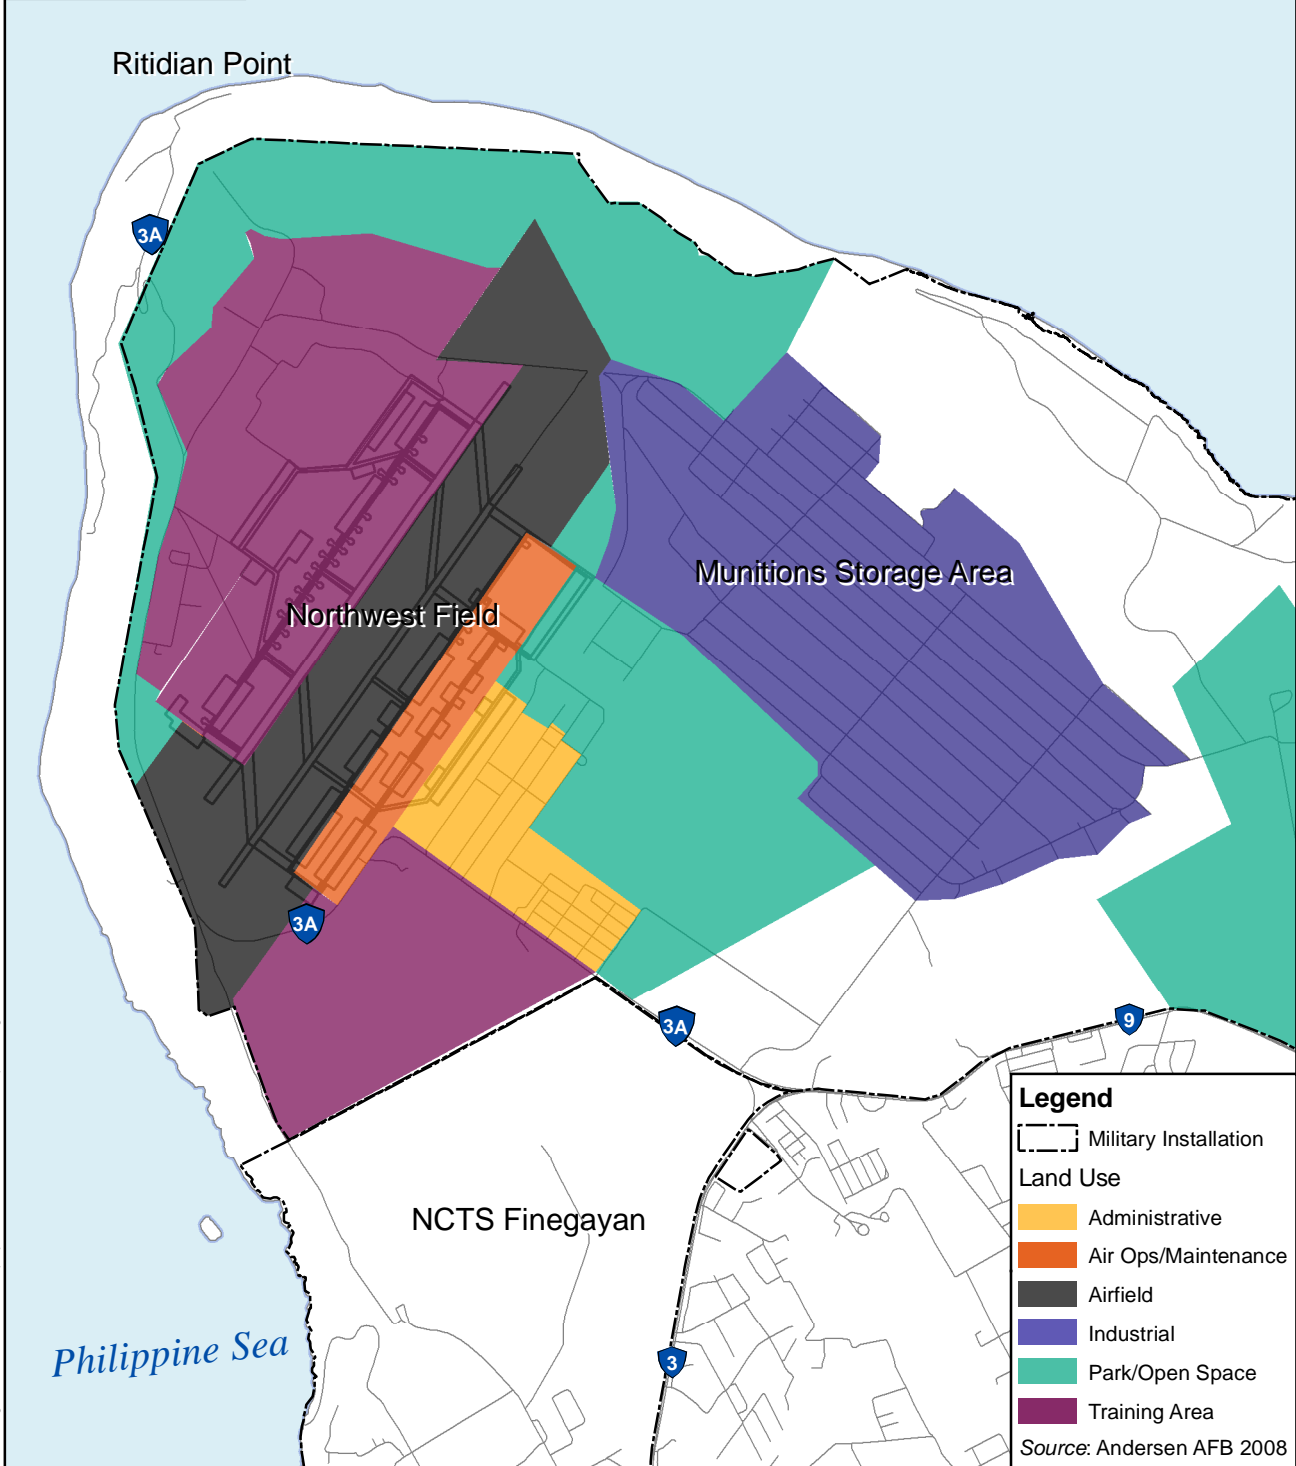 Ritidian Point
3A
Munitions Storage Area
Northwest Field
3A
3A
9
NCTS Finegayan
Philippine Sea
3
Legend
Military Installation
Land Use
Administrative
Air Ops/Maintenance
Airfield
Industrial
Park/Open Space
Training Area
Source: Andersen AFB 2008